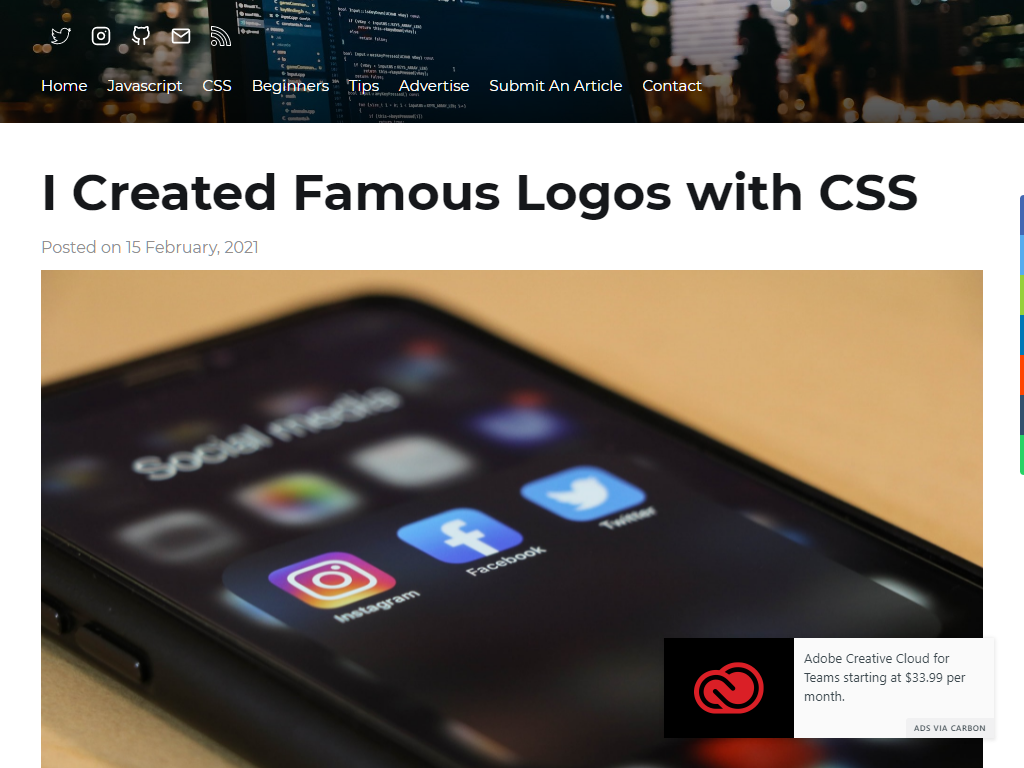 Home Javascript CSS Beginners Tips Advertise Submit An Article Contact
I Created Famous Logos with CSS
Posted on 15 February, 2021
Social media
Instagram
Facebook
Twitter
Adobe Creative Cloud for
Teams starting at $33.99 per
month.
ADS VIA CARBON